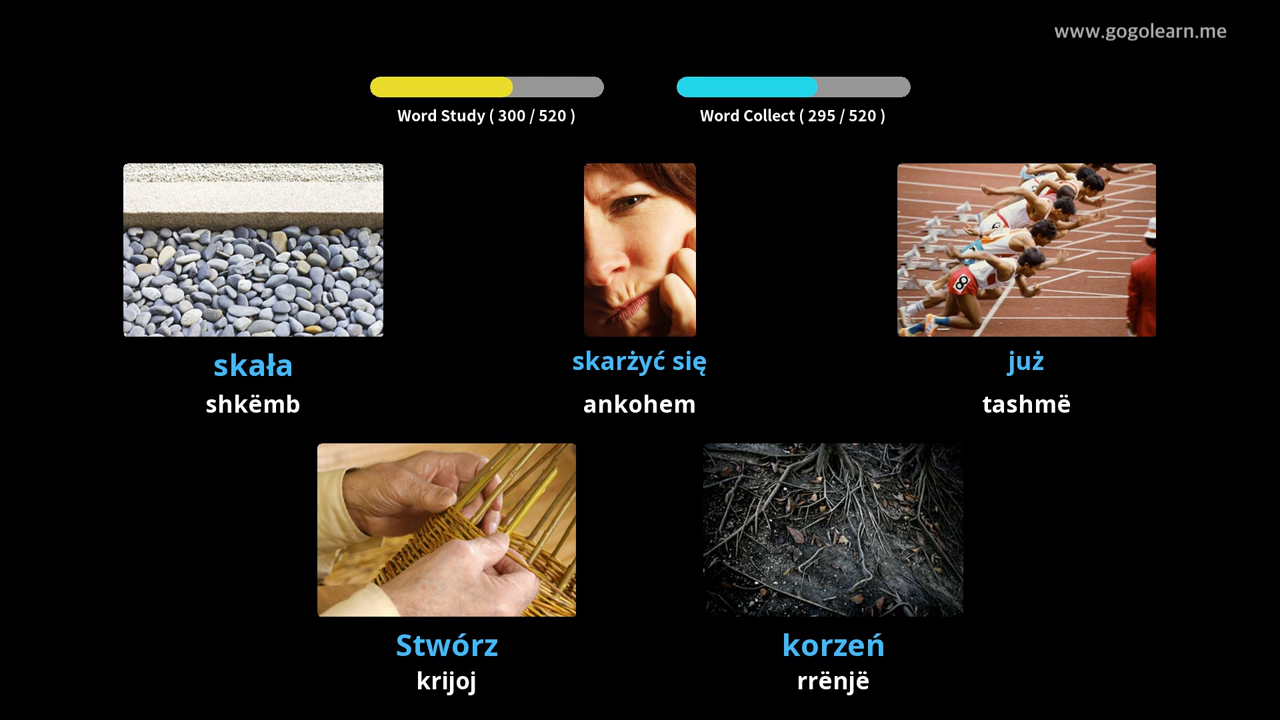 www.gogolearn.me
Word Study ( 300 / 520 )
Word Collect ( 295 / 520 )
skała
shkëmb
skarżyć się
ankohem
już
tashmë
Stwórz
krijoj
korzeń
rrënjë